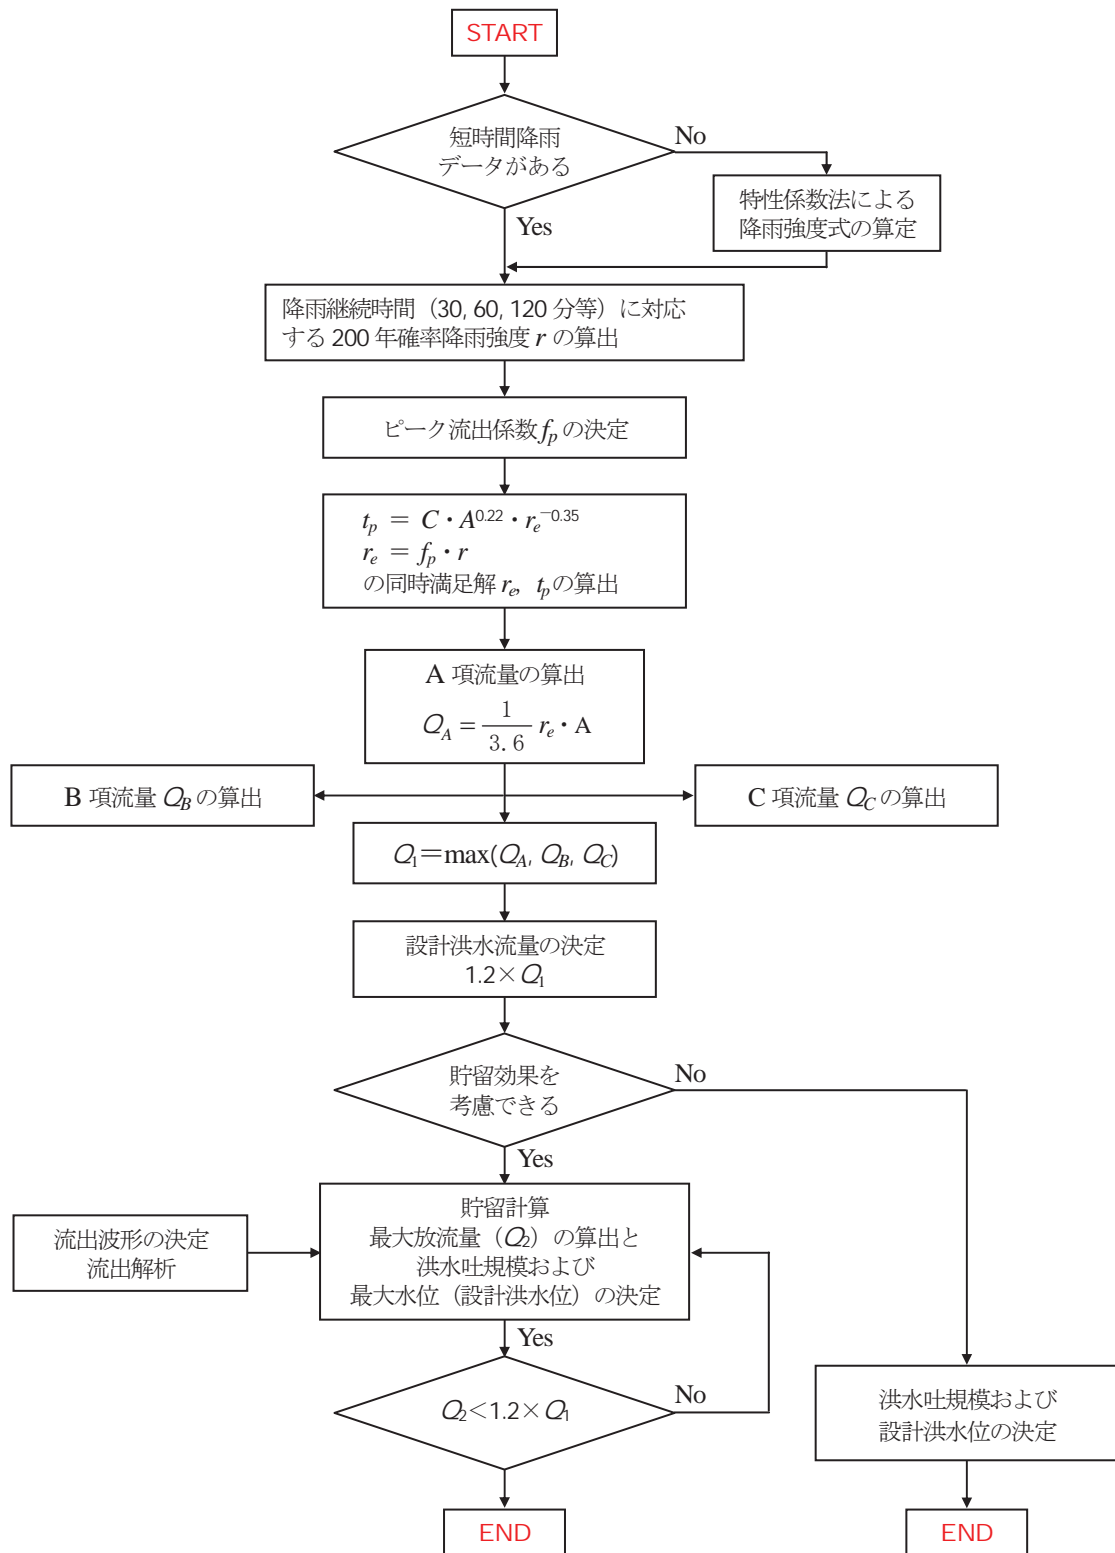 START
短時間降雨
データがある
No
Yes
特性係数法による
降雨強度式の算定
降雨継続時間（30, 60, 120 分等）に対応
する 200 年確率降雨強度 r の算出
ピーク流出係数 fp の決定
tp = C・A^0.22・re^−0.35
re = fp・r
の同時満足解 re, tp の算出
A 項流量の算出
QA = 1/3.6 re・A
B 項流量 QB の算出
C 項流量 QC の算出
Q1＝max(QA, QB, QC)
設計洪水流量の決定
1.2×Q1
貯留効果を
考慮できる
No
Yes
流出波形の決定
流出解析
貯留計算
最大放流量（Q2）の算出と
洪水吐規模および
最大水位（設計洪水位）の決定
Yes
Q2＜1.2×Q1
No
洪水吐規模および
設計洪水位の決定
END
END